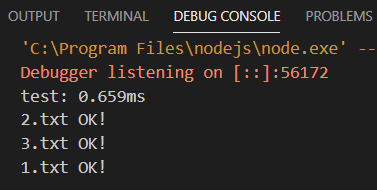 OUTPUT TERMINAL DEBUG CONSOLE PROBLEMS
'C:\Program Files\nodejs\node.exe' --
Debugger listening on [::]:56172
test: 0.659ms
2.txt OK!
3.txt OK!
1.txt OK!